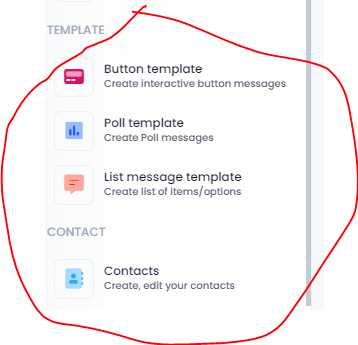 TEMPLATE
Button template
Create interactive button messages
Poll template
Create Poll messages
List message template
Create list of items/options
CONTACT
Contacts
Create, edit your contacts